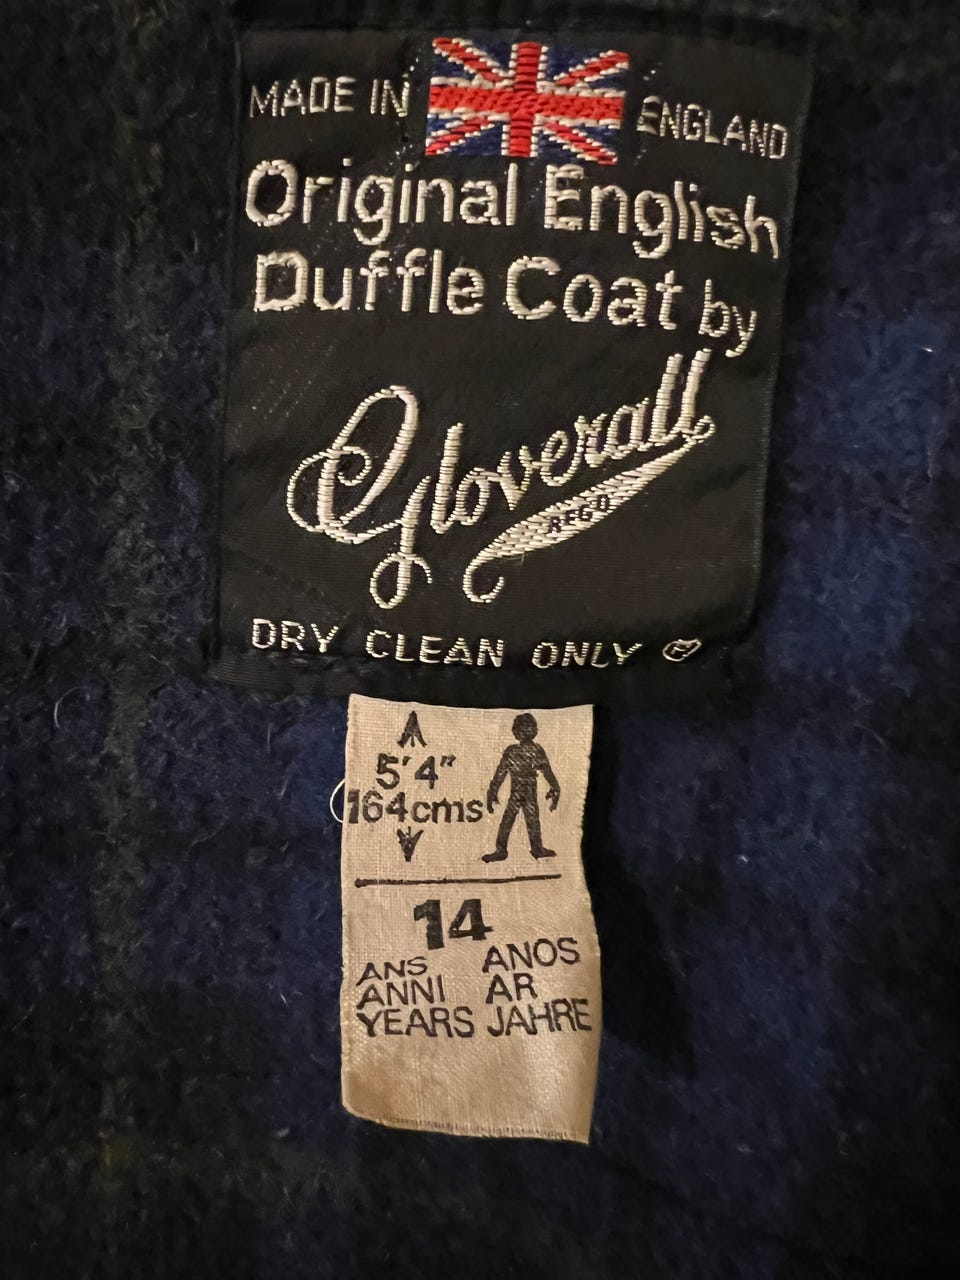 MADE IN ENGLAND
Original English
Duffle Coat by
Gloverall
REGD
DRY CLEAN ONLY
5'4"
164cms
14
ANS ANOS
ANNI AR
YEARS JAHRE